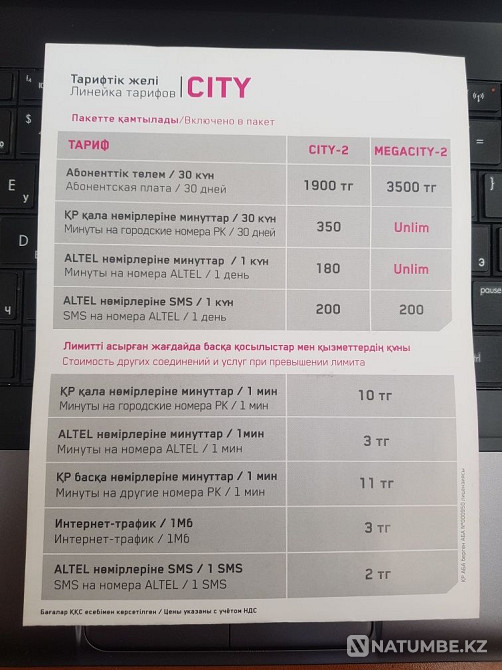 Тарифтік желі
Линейка тарифов
CITY
Пакетте қамтылады/Включено в пакет
ТАРИФ CITY-2 MEGACITY-2
Абоненттік төлем / 30 күн
Абонентская плата / 30 дней
1900 тг 3500 тг
ҚР қала нөмірлеріне минуттар / 30 күн
Минуты на городские номера РК / 30 дней
350 Unlim
ALTEL нөмірлеріне минуттар / 1 күн
Минуты на номера ALTEL / 1 день
180 Unlim
ALTEL нөмірлеріне SMS / 1 күн
SMS на номера ALTEL / 1 день
200 200
Лимитті асырған жағдайда басқа қосылыстар мен қызметтердің құны
Стоимость других соединений и услуг при превышении лимита
ҚР қала нөмірлеріне минуттар / 1 мин
Минуты на городские номера РК / 1 мин
10 тг
ALTEL нөмірлеріне минуттар / 1мин
Минуты на номера ALTEL / 1 мин
3 тг
ҚР басқа нөмірлеріне минуттар / 1 мин
Минуты на другие номера РК / 1 мин
11 тг
Интернет-трафик / 1Мб
Интернет-трафик / 1Мб
3 тг
ALTEL нөмірлеріне SMS / 1 SMS
SMS на номера ALTEL / 1 SMS
2 тг
Бағалар ҚҚС есебімен көрсетілген / Цены указаны с учётом НДС
pause
NATUMBE.KZ